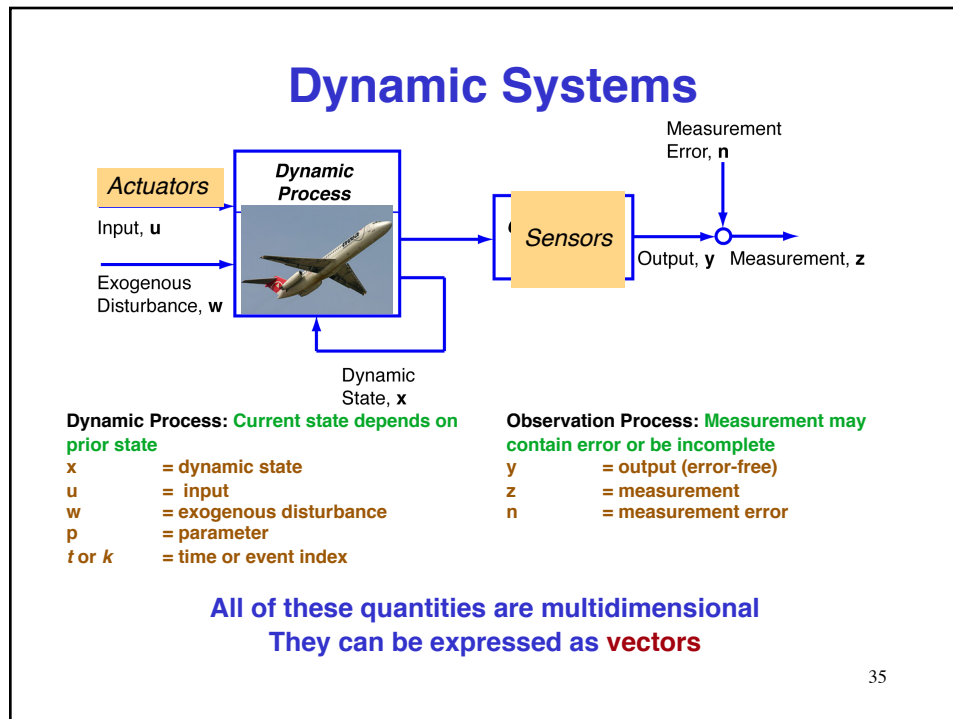 Dynamic Systems
Measurement
Error, n
Actuators
Dynamic
Process
Sensors
Input, u
Output, y
Measurement, z
Exogenous
Disturbance, w
Dynamic
State, x
Dynamic Process: Current state depends on
prior state
x = dynamic state
u = input
w = exogenous disturbance
p = parameter
t or k = time or event index
Observation Process: Measurement may
contain error or be incomplete
y = output (error-free)
z = measurement
n = measurement error
All of these quantities are multidimensional
They can be expressed as vectors
35